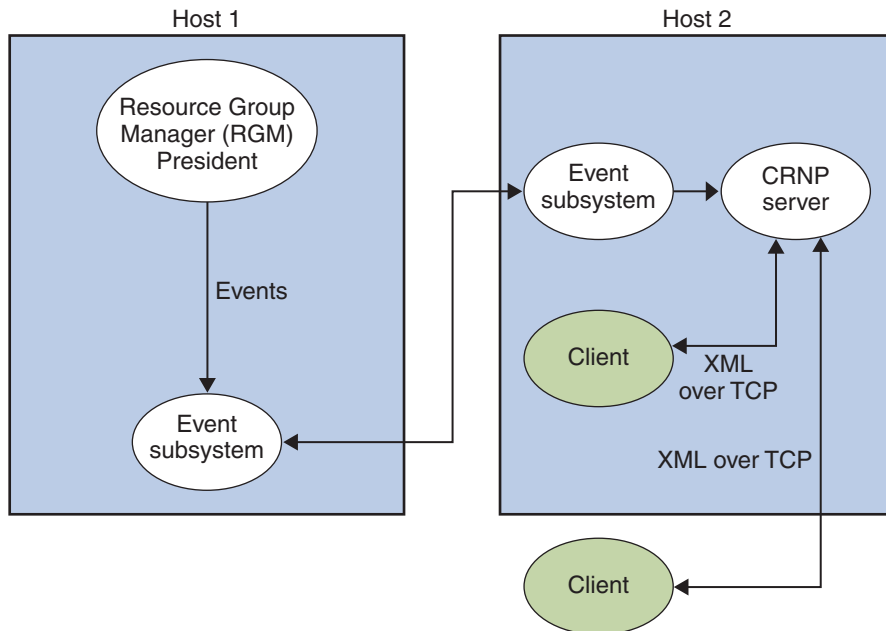 Host 1
Host 2
Resource Group
Manager (RGM)
President
Events
Event
subsystem
Event
subsystem
CRNP
server
Client
XML
over TCP
XML over TCP
Client